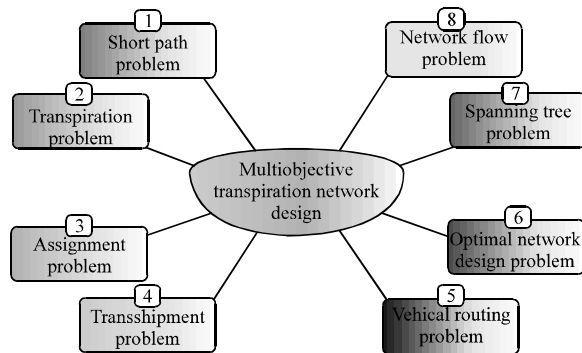 1
Short path
problem
2
Transpiration
problem
3
Assignment
problem
4
Transshipment
problem
Multiobjective
transpiration network
design
8
Network flow
problem
7
Spanning tree
problem
6
Optimal network
design problem
5
Vehical routing
problem